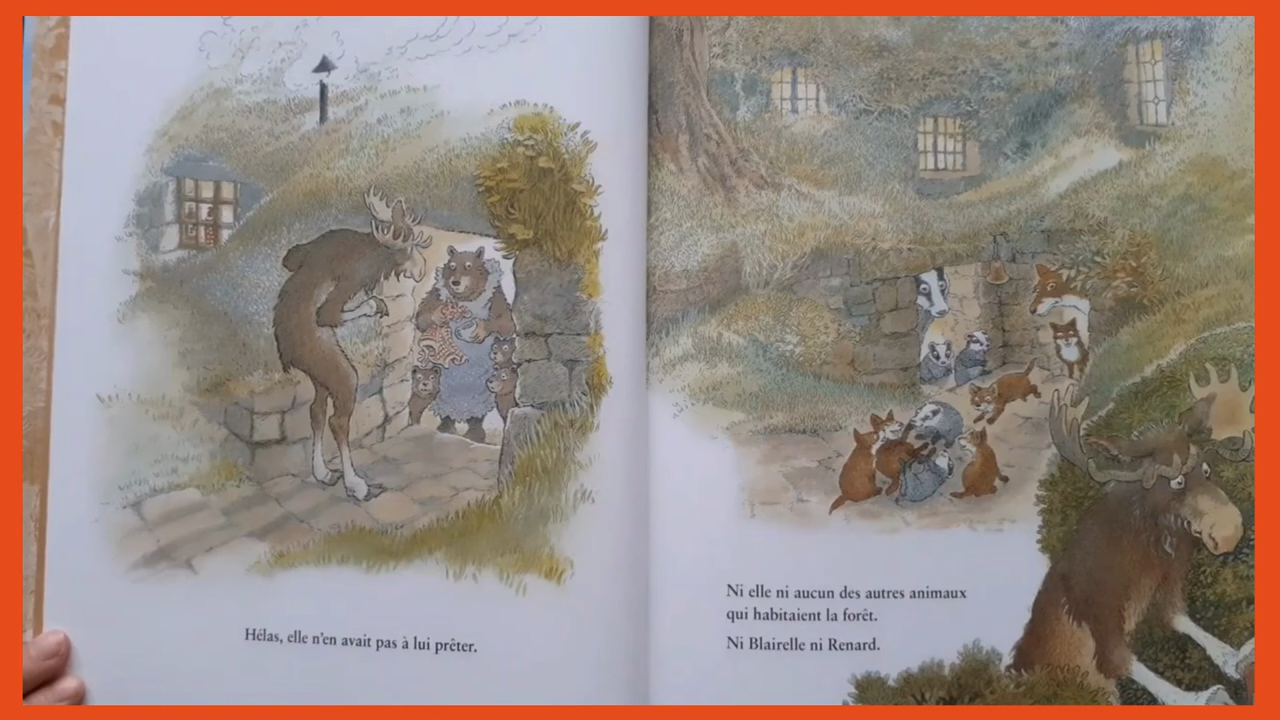 Hélas, elle n'en avait pas à lui prêter.
Ni elle ni aucun des autres animaux
qui habitaient la forêt.
Ni Blairelle ni Renard.